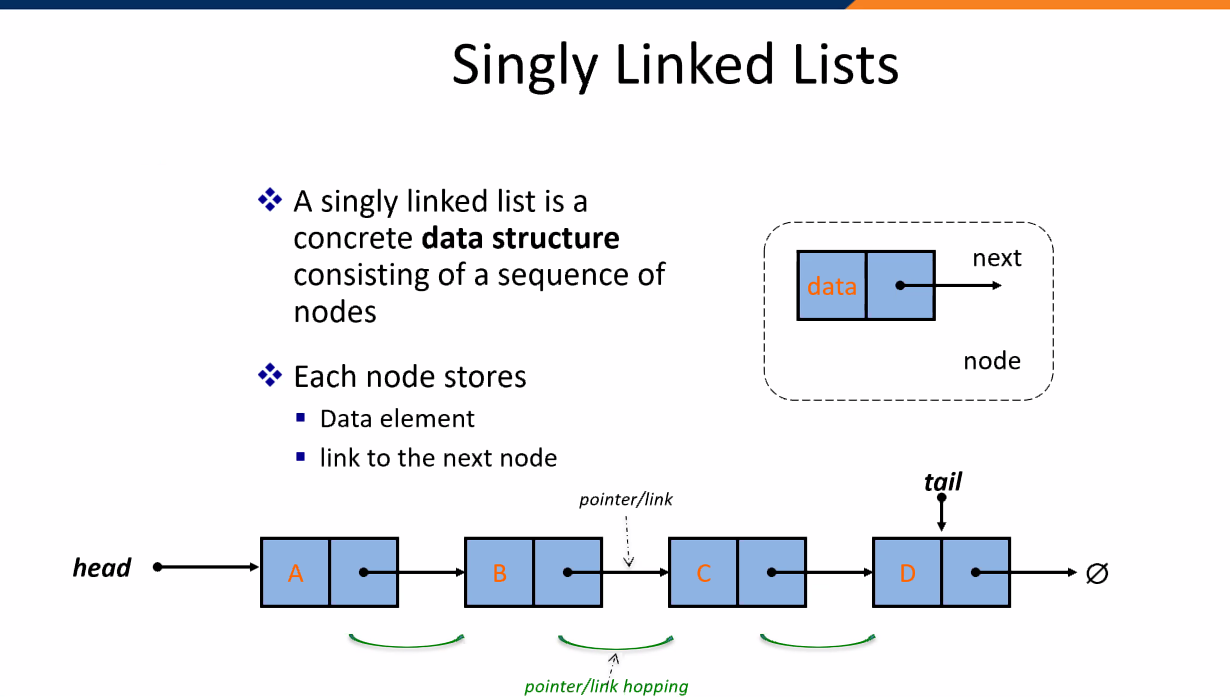 Singly Linked Lists
A singly linked list is a
concrete data structure
consisting of a sequence of
nodes
Each node stores
Data element
link to the next node
next
data
node
pointer/link
tail
head
A
B
C
D
∅
pointer/link hopping